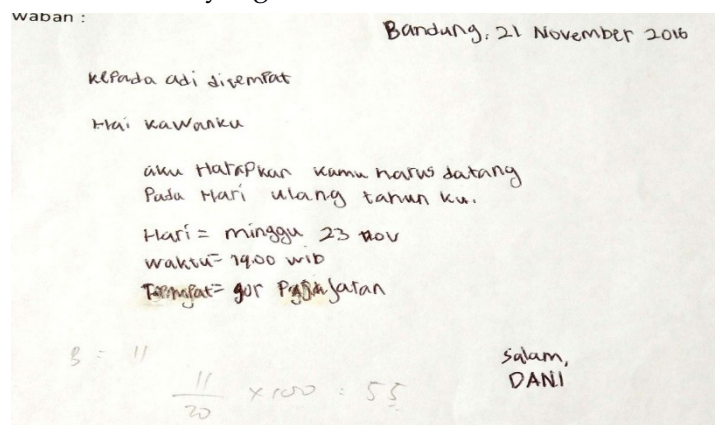 waban :
Bandung, 21 November 2016
kepada adi ditempat
Hai kawanku
aku Harapkan kamu harus datang
Pada Hari ulang tahun ku.
Hari = minggu 23 nov
waktu = 19.00 wib
Tempat = gor Pajajaran
Salam,
DANI
B = 11
11
20
x 100 = 55